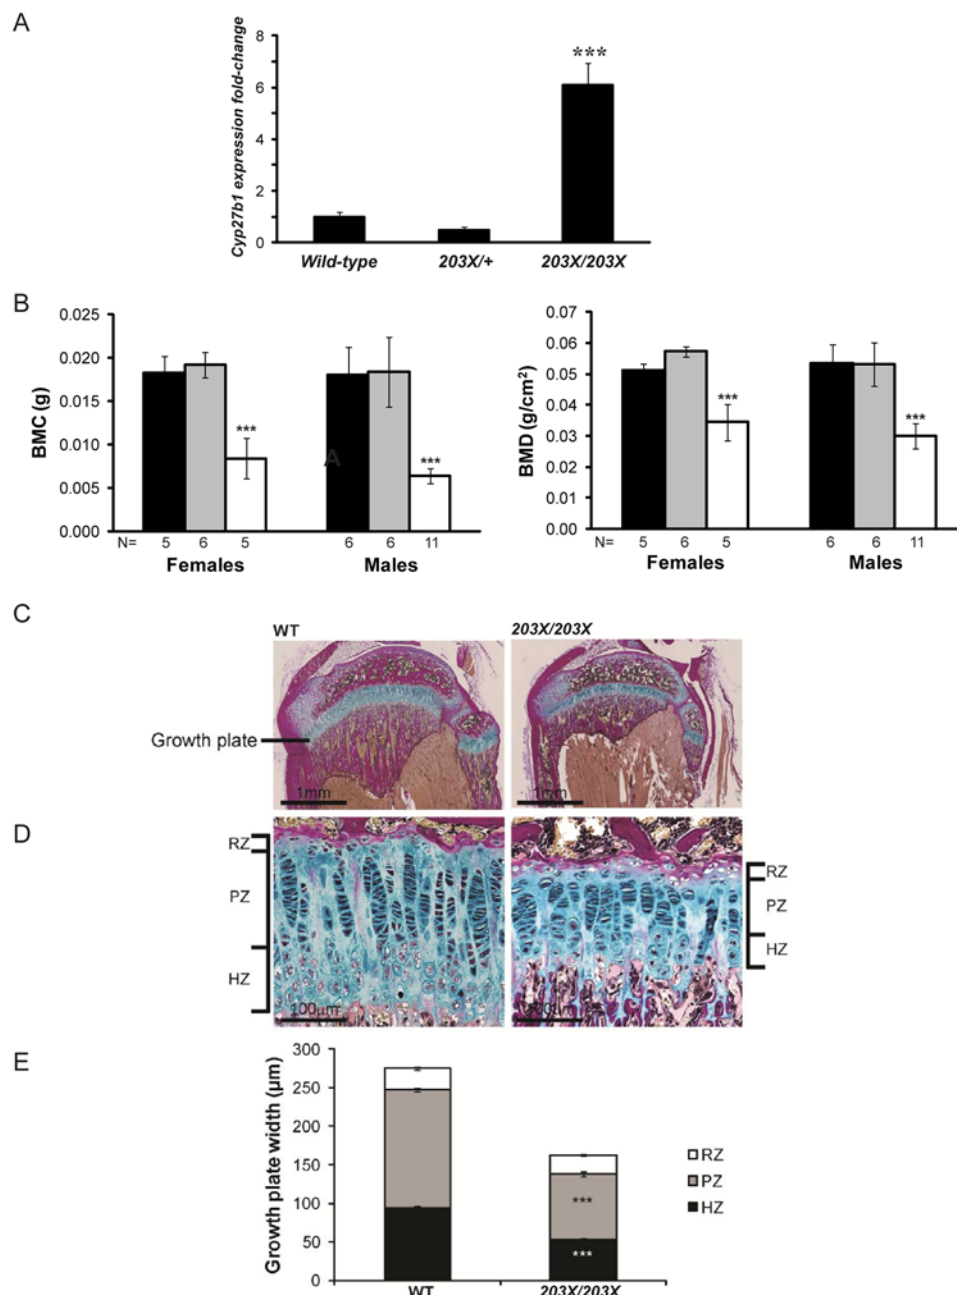 A
Cyp27b1 expression fold-change
8
6
4
2
0
***
Wild-type 203X/+ 203X/203X
B
BMC (g)
0.025
0.020
0.015
0.010
0.005
0.000
***
***
A
N= 5 6 5 6 6 11
Females Males
BMD (g/cm²)
0.07
0.06
0.05
0.04
0.03
0.02
0.01
0.00
***
***
N= 5 6 5 6 6 11
Females Males
C
WT 203X/203X
Growth plate
1mm 1mm
D
RZ
PZ
HZ
100µm
RZ
PZ
HZ
E
Growth plate width (µm)
300
250
200
150
100
50
0
***
***
RZ
PZ
HZ
WT 203X/203X